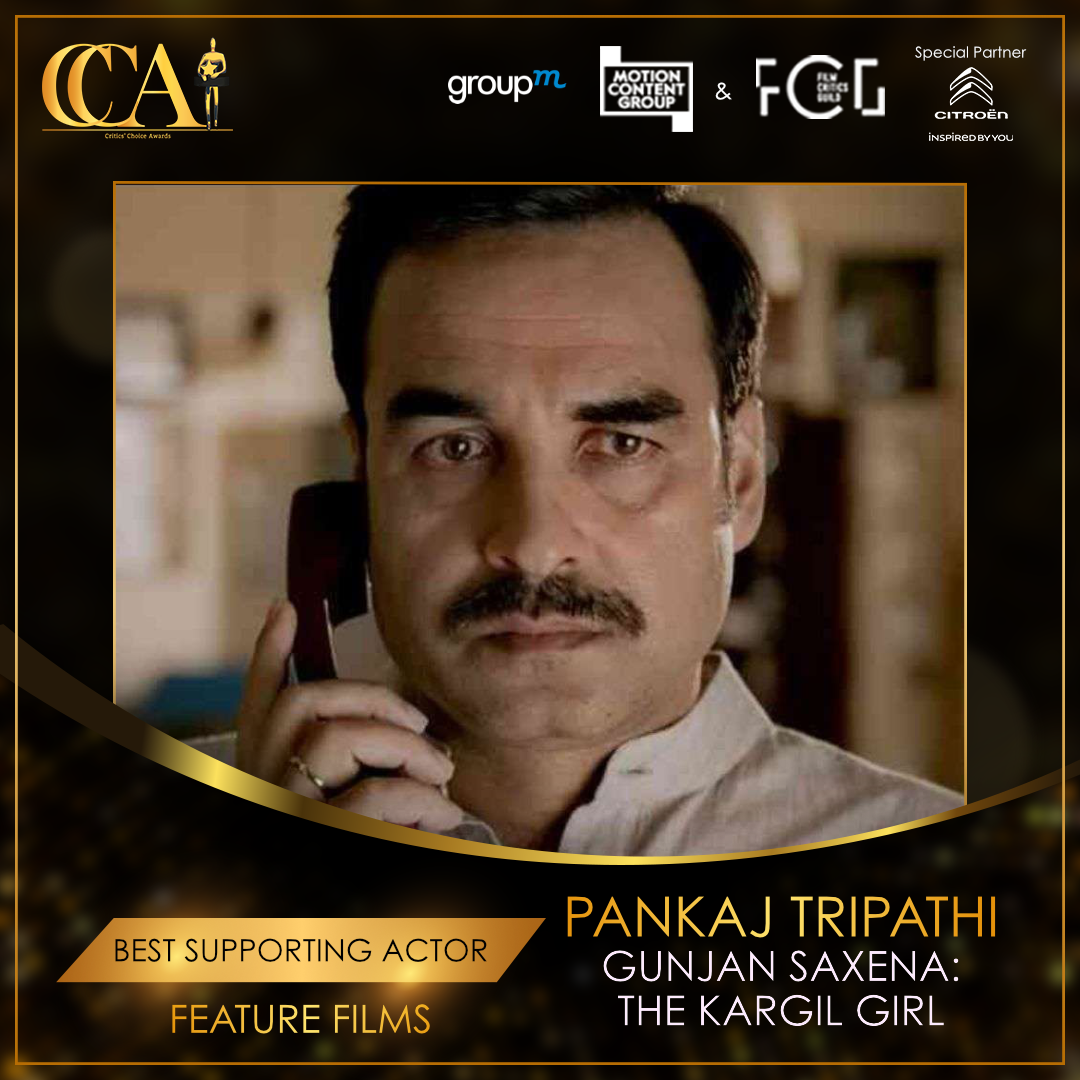 CCA
Critics' Choice Awards
groupm
MOTION
CONTENT
GROUP
&
FCG
FILM
CRITICS
GUILD
Special Partner
CITROËN
INSPIRED BY YOU
BEST SUPPORTING ACTOR
FEATURE FILMS
PANKAJ TRIPATHI
GUNJAN SAXENA:
THE KARGIL GIRL